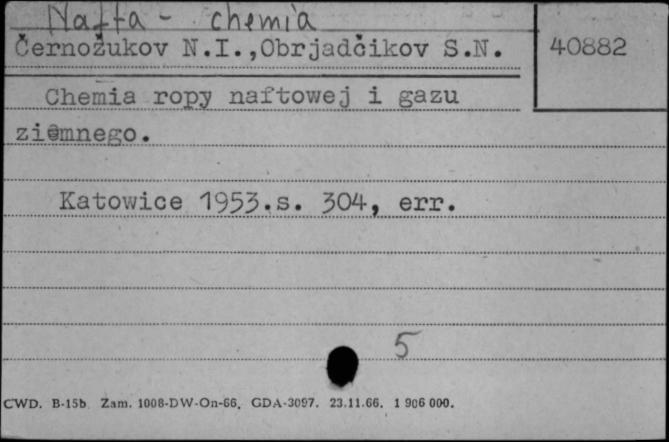 Nafta - chemia
Černožukov N.I.,Obrjadčikov S.N.
40882
Chemia ropy naftowej i gazu
ziemnego.
Katowice 1953.s. 304, err.
5
CWD. B-15b Zam. 1008-DW-On-66. GDA-3097. 23.11.66. 1 906 000.